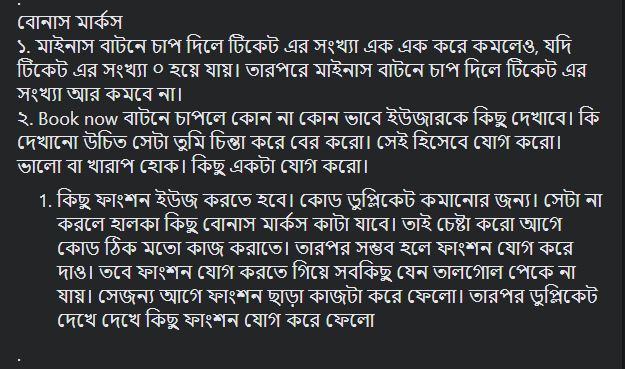 .
বোনাস মার্কস
১. মাইনাস বাটনে চাপ দিলে টিকেট এর সংখ্যা এক এক করে কমলেও, যদি
টিকেট এর সংখ্যা ০ হয়ে যায়। তারপরে মাইনাস বাটনে চাপ দিলে টিকেট এর
সংখ্যা আর কমবে না।
২. Book now বাটনে চাপলে কোন না কোন ভাবে ইউজারকে কিছু দেখাবে। কি
দেখানো উচিত সেটা তুমি চিন্তা করে বের করো। সেই হিসেবে যোগ করো।
ভালো বা খারাপ হোক। কিছু একটা যোগ করো।
1. কিছু ফাংশন ইউজ করতে হবে। কোড ডুপ্লিকেট কমানোর জন্য। সেটা না
করলে হালকা কিছু বোনাস মার্কস কাটা যাবে। তাই চেষ্টা করো আগে
কোড ঠিক মতো কাজ করাতে। তারপর সম্ভব হলে ফাংশন যোগ করে
দাও। তবে ফাংশন যোগ করতে গিয়ে সবকিছু যেন তালগোল পেকে না
যায়। সেজন্য আগে ফাংশন ছাড়া কাজটা করে ফেলো। তারপর ডুপ্লিকেট
দেখে দেখে কিছু ফাংশন যোগ করে ফেলো
.